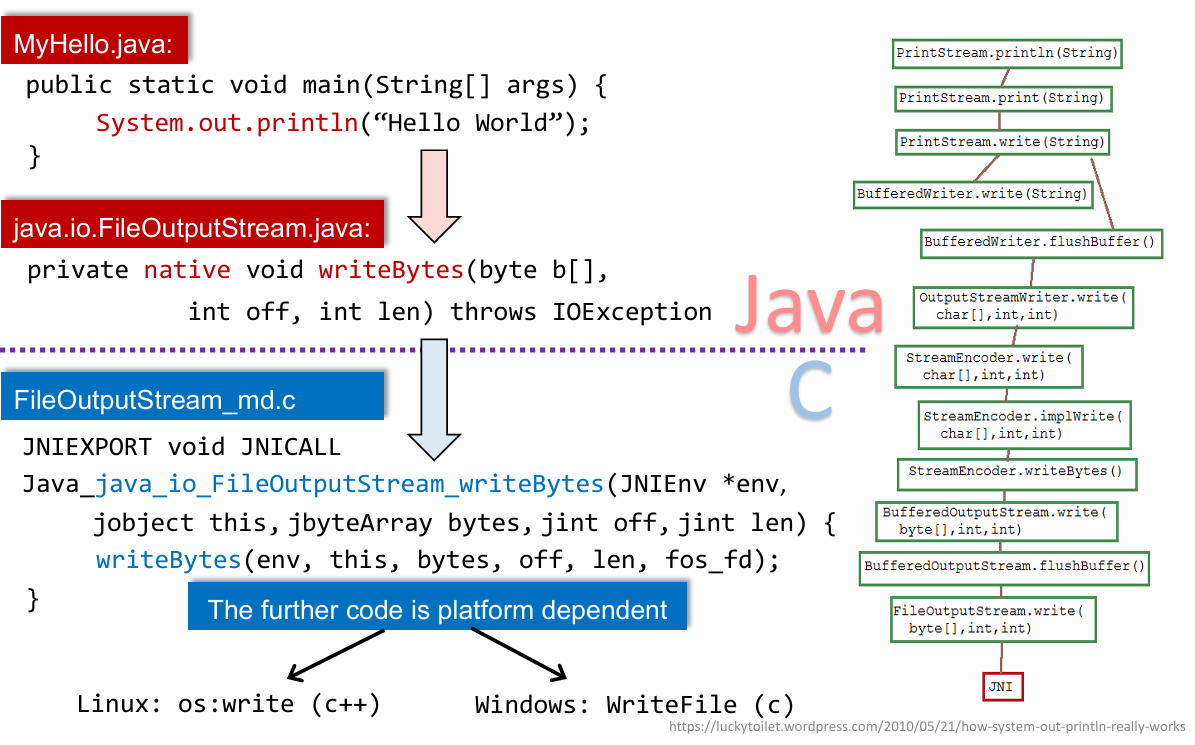 MyHello.java:
public static void main(String[] args) {
System.out.println(“Hello World”);
}
java.io.FileOutputStream.java:
private native void writeBytes(byte b[],
int off, int len) throws IOException
Java
C
FileOutputStream_md.c
JNIEXPORT void JNICALL
Java_java_io_FileOutputStream_writeBytes(JNIEnv *env,
jobject this, jbyteArray bytes, jint off, jint len) {
writeBytes(env, this, bytes, off, len, fos_fd);
}
The further code is platform dependent
Linux: os:write (c++)
Windows: WriteFile (c)
PrintStream.println(String)
PrintStream.print(String)
PrintStream.write(String)
BufferedWriter.write(String)
BufferedWriter.flushBuffer()
OutputStreamWriter.write(
char[],int,int)
StreamEncoder.write(
char[],int,int)
StreamEncoder.implWrite(
char[],int,int)
StreamEncoder.writeBytes()
BufferedOutputStream.write(
byte[],int,int)
BufferedOutputStream.flushBuffer()
FileOutputStream.write(
byte[],int,int)
JNI
https://luckytoilet.wordpress.com/2010/05/21/how-system-out-println-really-works